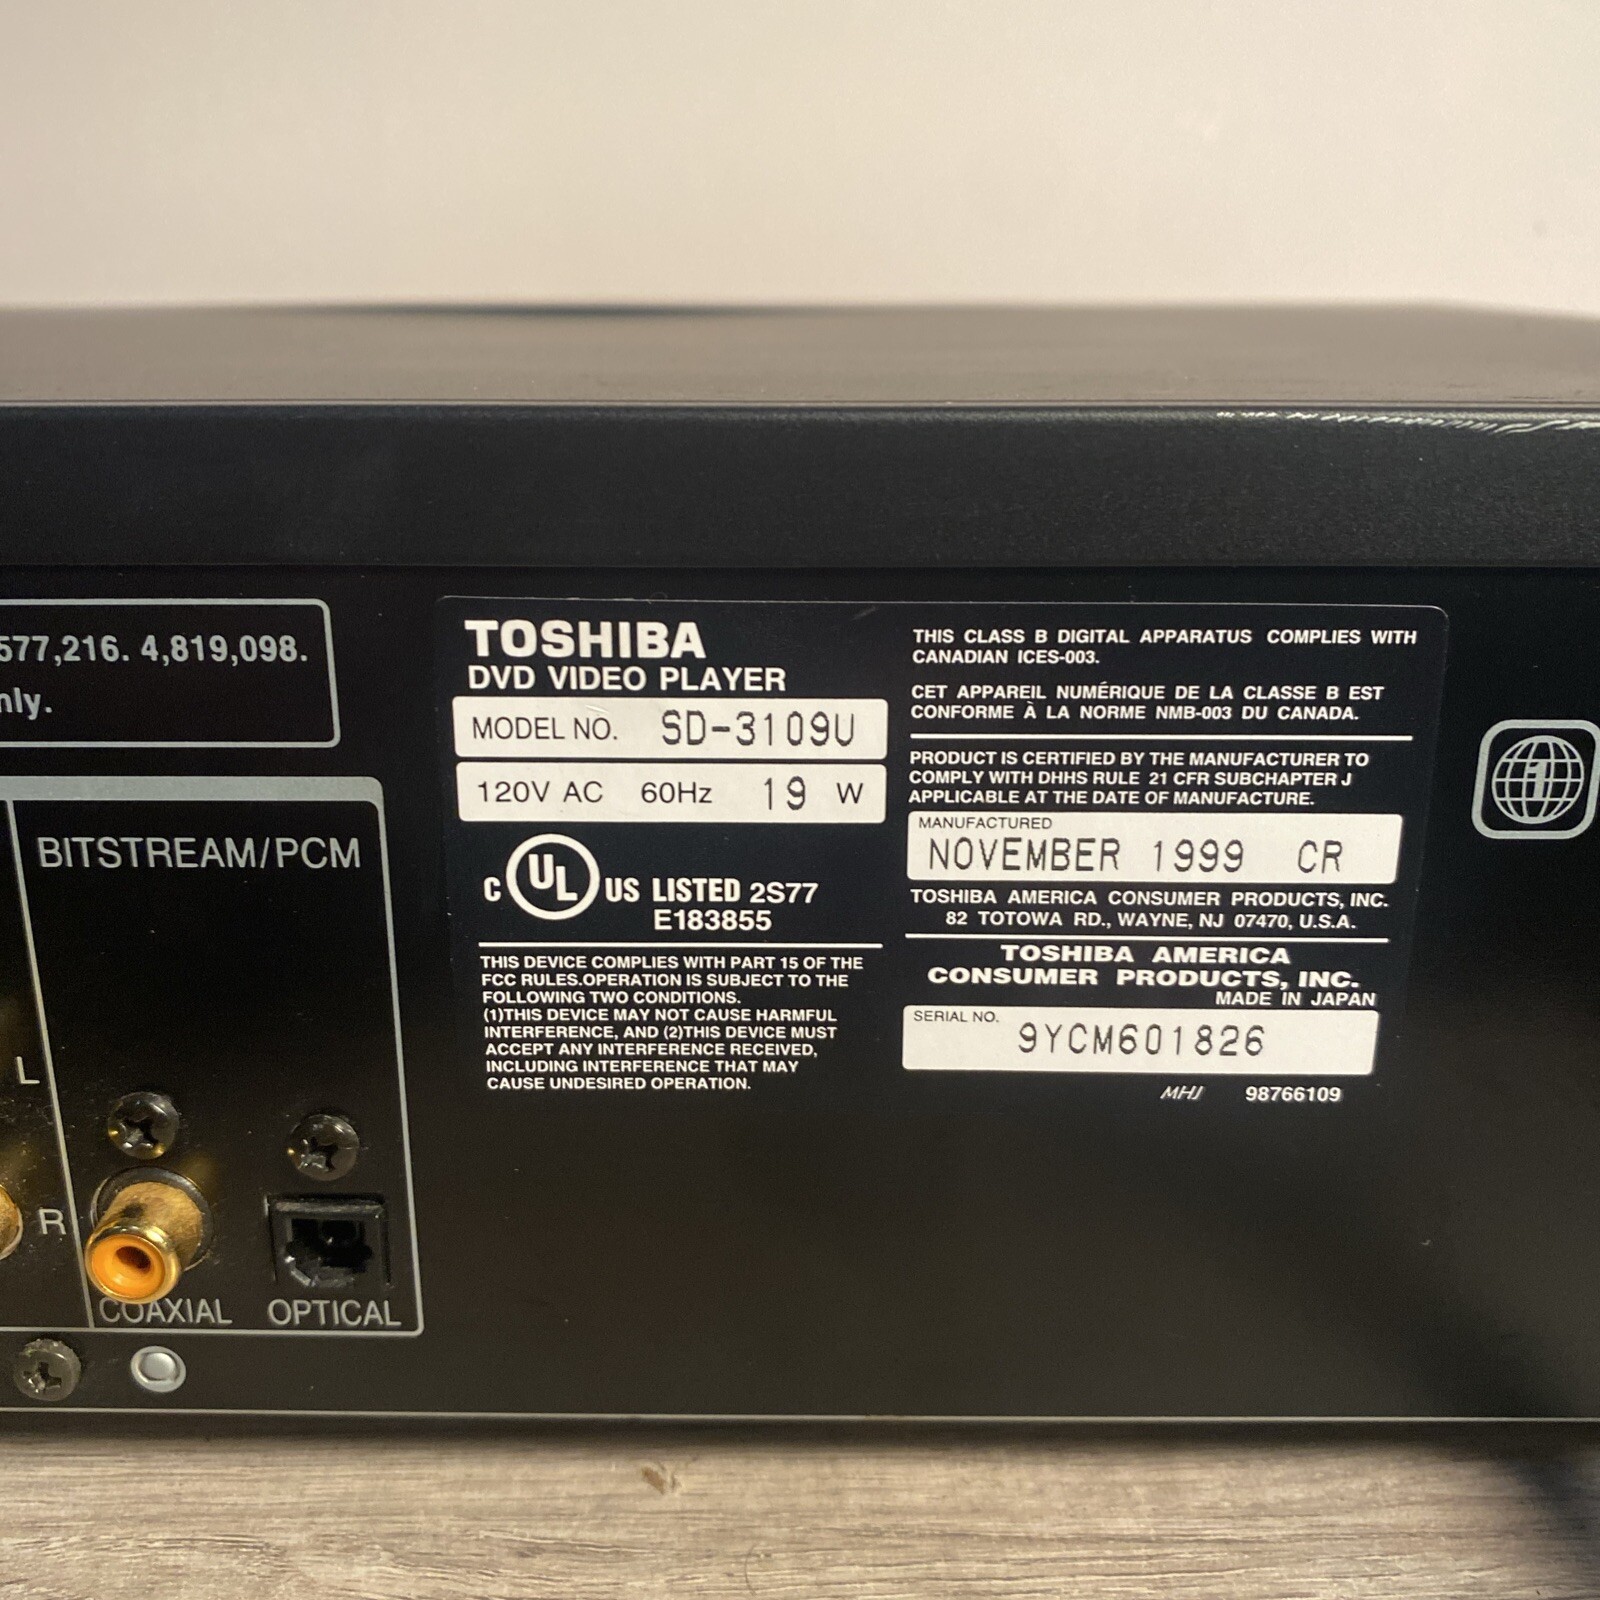 577,216. 4,819,098.
BITSTREAM/PCM
L
R
COAXIAL OPTICAL
TOSHIBA
DVD VIDEO PLAYER
MODEL NO. SD-3109U
120V AC 60Hz 19 W
C UL US LISTED 2S77
E183855
THIS DEVICE COMPLIES WITH PART 15 OF THE
FCC RULES.OPERATION IS SUBJECT TO THE
FOLLOWING TWO CONDITIONS.
(1)THIS DEVICE MAY NOT CAUSE HARMFUL
INTERFERENCE, AND (2)THIS DEVICE MUST
ACCEPT ANY INTERFERENCE RECEIVED,
INCLUDING INTERFERENCE THAT MAY
CAUSE UNDESIRED OPERATION.
THIS CLASS B DIGITAL APPARATUS COMPLIES WITH
CANADIAN ICES-003.
CET APPAREIL NUMÉRIQUE DE LA CLASSE B EST
CONFORME À LA NORME NMB-003 DU CANADA.
PRODUCT IS CERTIFIED BY THE MANUFACTURER TO
COMPLY WITH DHHS RULE 21 CFR SUBCHAPTER J
APPLICABLE AT THE DATE OF MANUFACTURE.
MANUFACTURED
NOVEMBER 1999 CR
TOSHIBA AMERICA CONSUMER PRODUCTS, INC.
82 TOTOWA RD., WAYNE, NJ 07470, U.S.A.
TOSHIBA AMERICA
CONSUMER PRODUCTS, INC.
MADE IN JAPAN
SERIAL NO.
9YCM601826
MHJ 98766109
1